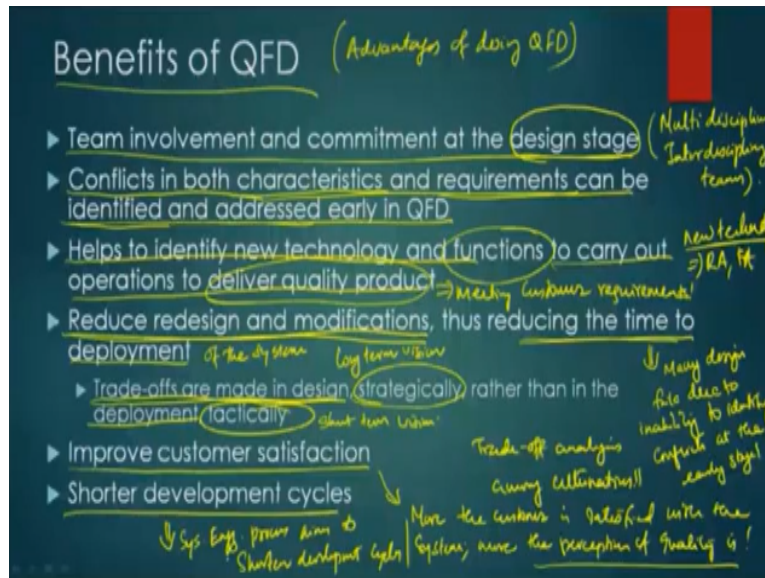 Benefits of QFD (Advantages of doing QFD)
▶ Team involvement and commitment at the design stage (Multi disciplin
Interdisciplin
teams).
▶ Conflicts in both characteristics and requirements can be
identified and addressed early in QFD
▶ Helps to identify new technology and functions to carry out
new techno
operations to deliver quality product ⇒ Meeting customer requirements!
⇒ RA, FA
▶ Reduce redesign and modifications, thus reducing the time to
deployment of the system Long term vision
▶ Trade-offs are made in design strategically rather than in the
deployment tactically short term vision
↓ Many design
fails due to
inability to identify
conflicts at the
early stage!
▶ Improve customer satisfaction
Trade-off analysis
among alternatives!!
▶ Shorter development cycles
↓ Sys Engg. process aims to
Shorter development cycles
More the customer is satisfied with the
System, more the perception of quality is!